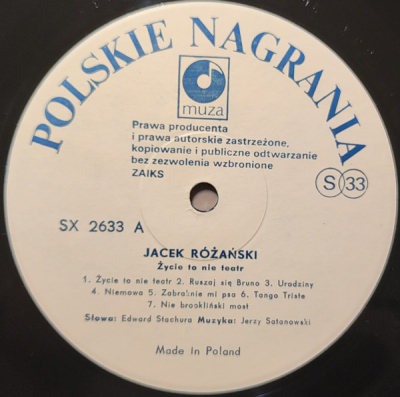 POLSKIE NAGRANIA
muza
Prawa producenta
i prawa autorskie zastrzeżone,
kopiowanie i publiczne odtwarzanie
bez zezwolenia wzbronione
ZAIKS
S 33
SX 2633 A
JACEK RÓŻAŃSKI
Życie to nie teatr
1. Życie to nie teatr 2. Ruszaj się Bruno 3. Urodziny
4. Niemowa 5. Zabraknie mi psa 6. Tango Triste
7. Nie brookliński most
Słowa: Edward Stachura Muzyka: Jerzy Satanowski
Made in Poland